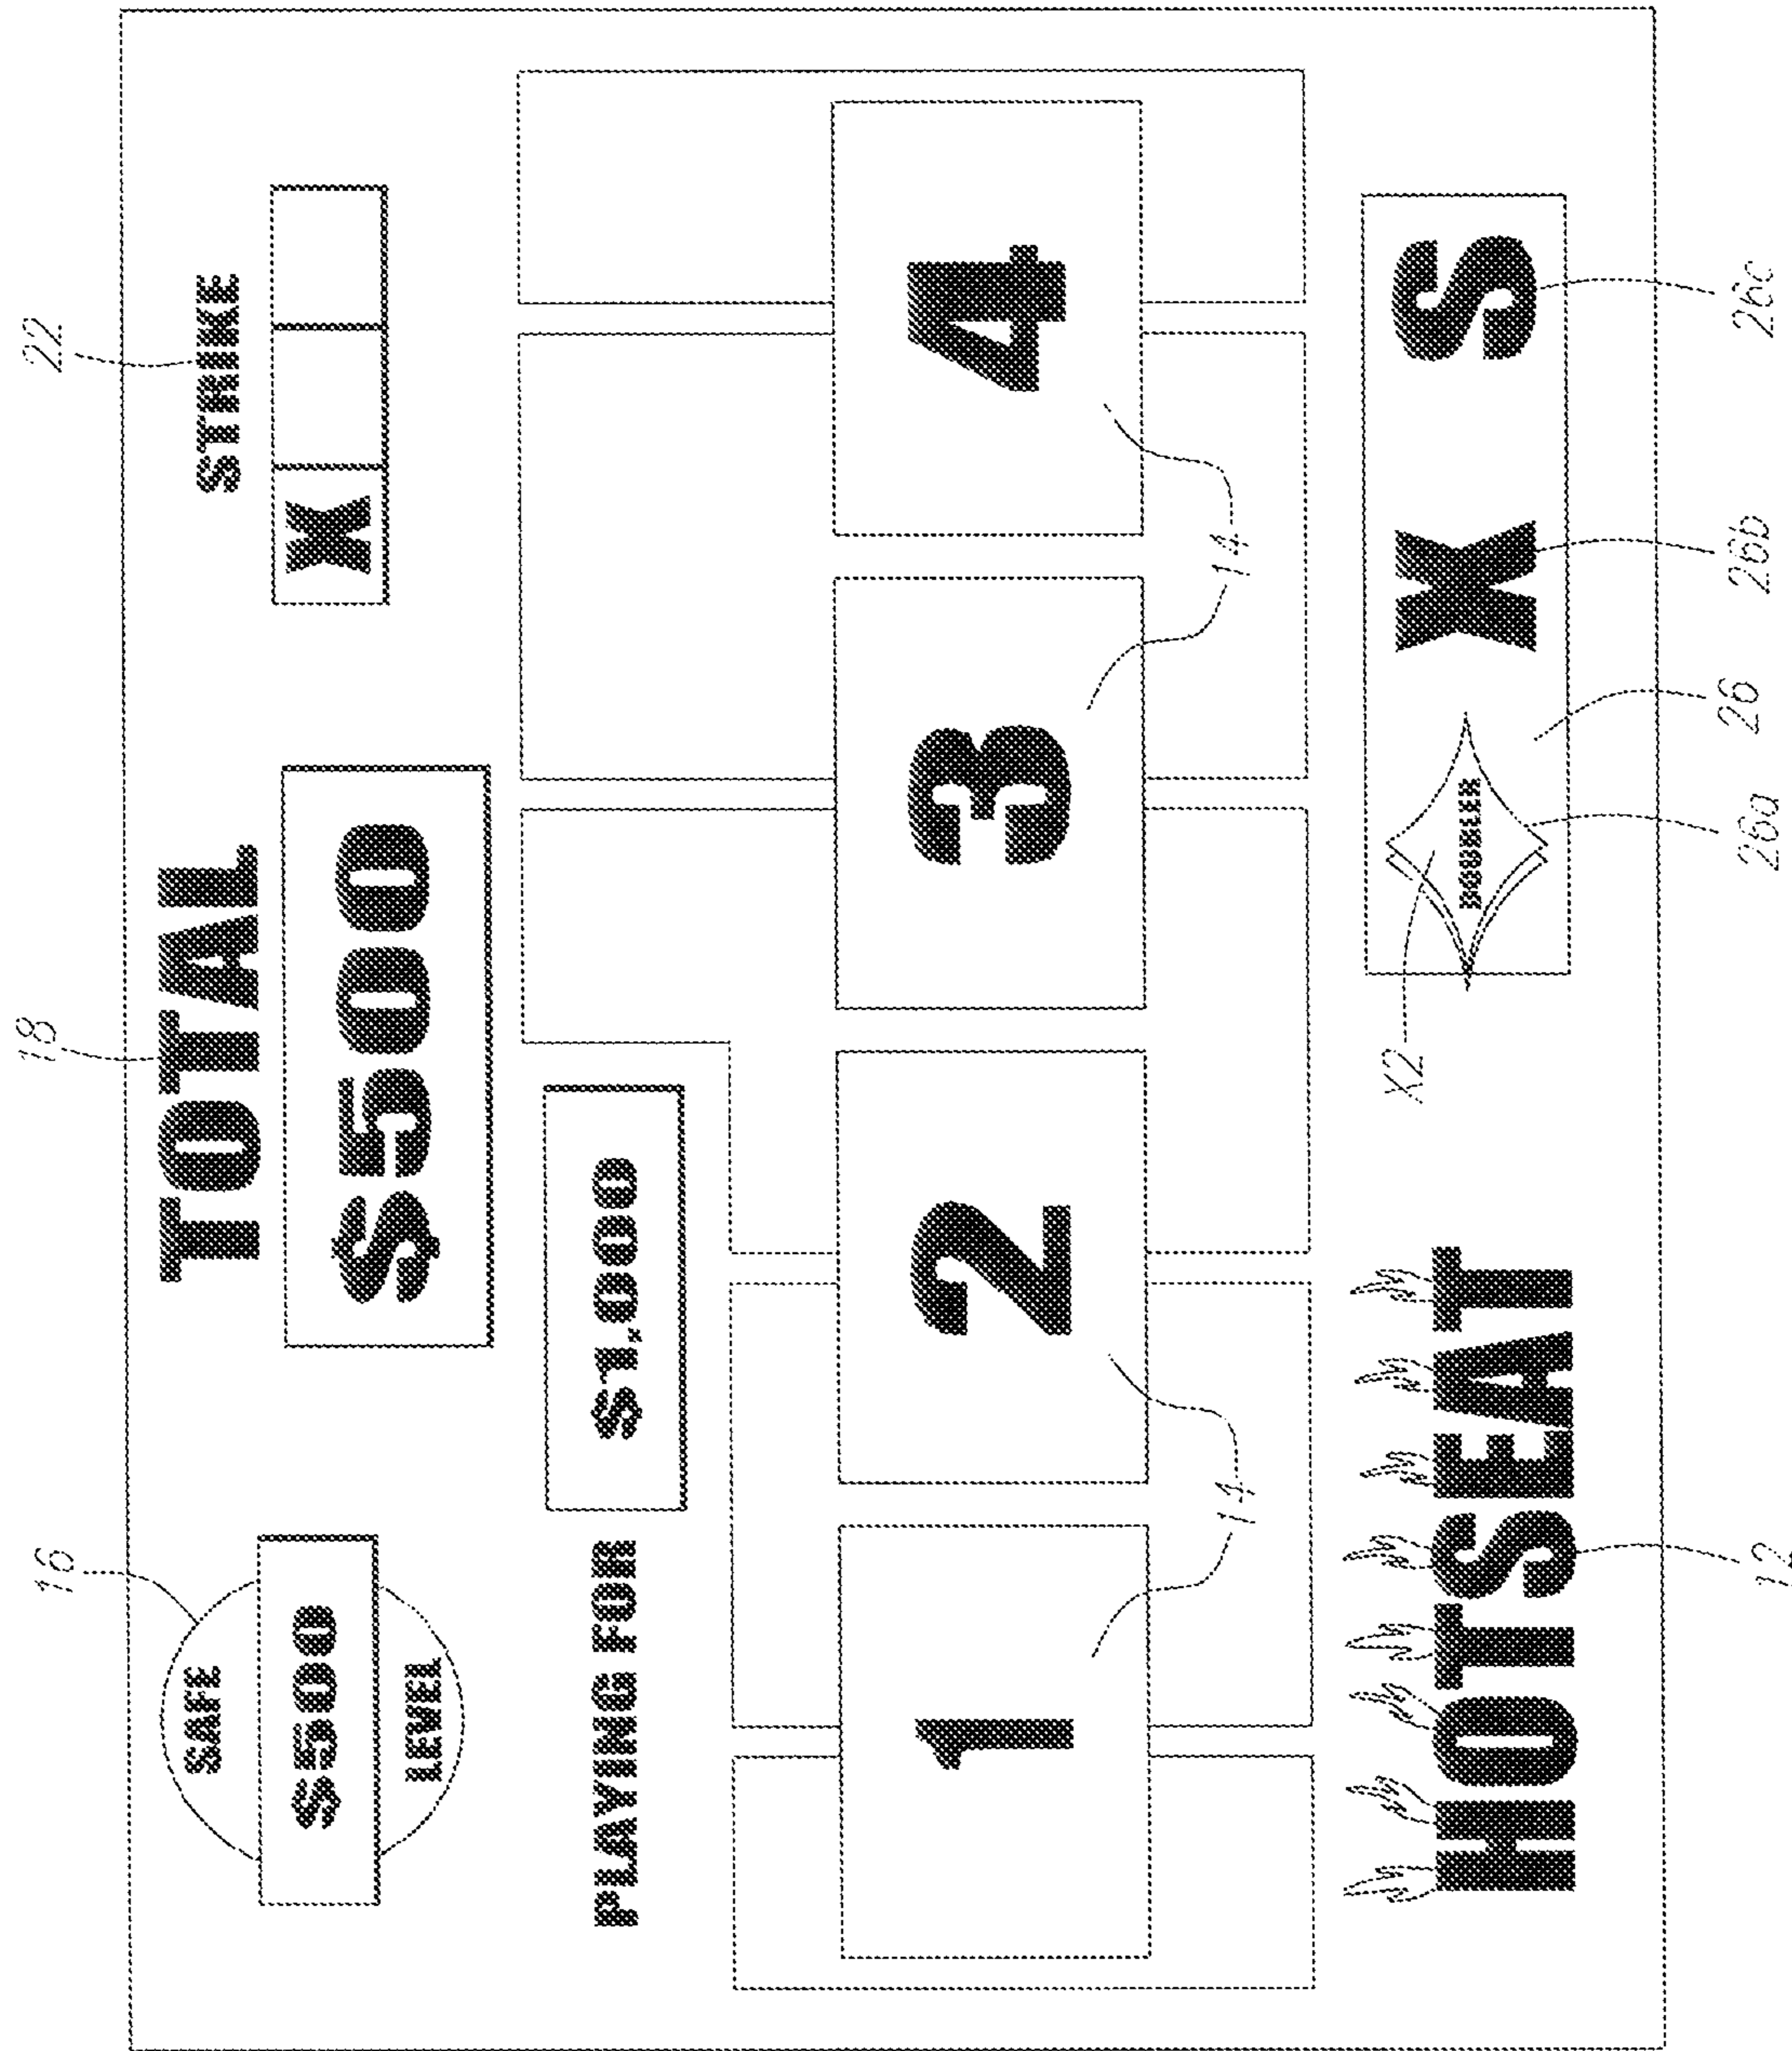 16
18
22
SAFE
$500
LEVEL
TOTAL
$500
STRIKE
X
PLAYING FOR
$1,000
1
2
3
4
14
14
HOTSEAT
X2
DOUBLER
X
S
12
26a
26
26b
26c